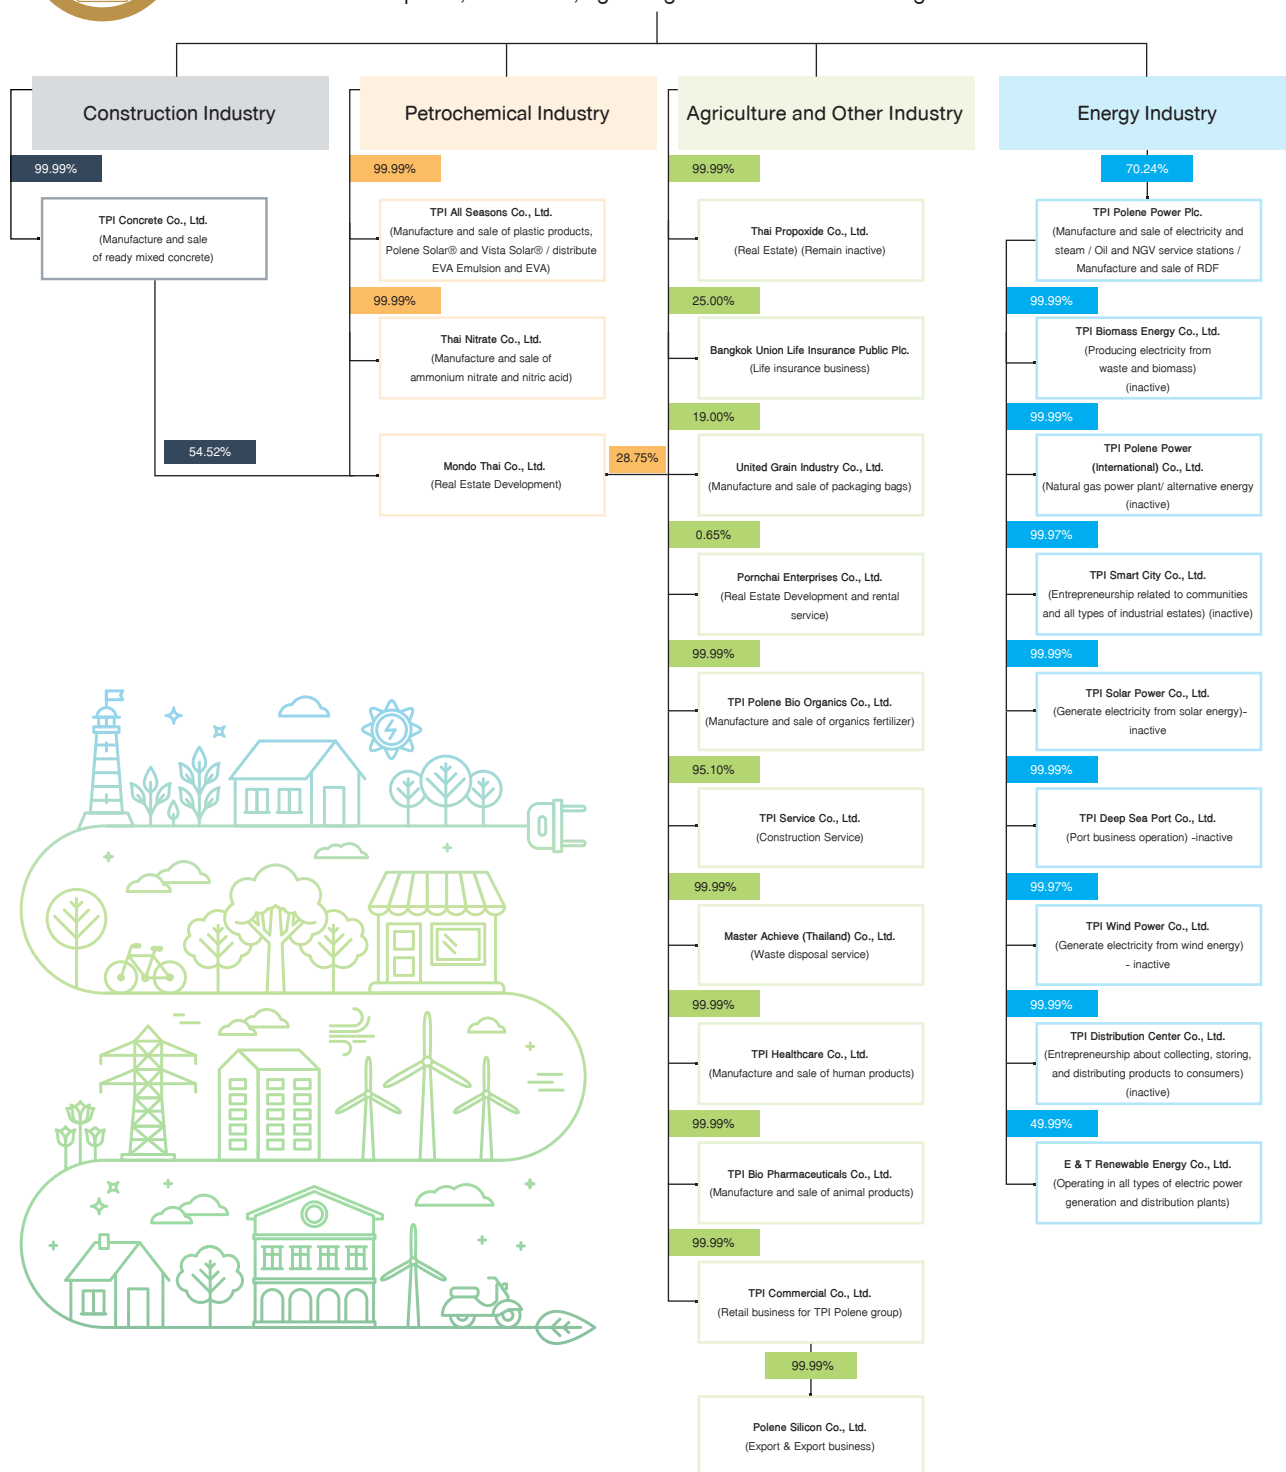 Construction Industry
99.99%
TPI Concrete Co., Ltd.
(Manufacture and sale
of ready mixed concrete)
54.52%
Petrochemical Industry
99.99%
TPI All Seasons Co., Ltd.
(Manufacture and sale of plastic products,
Polene Solar® and Vista Solar® / distribute
EVA Emulsion and EVA)
99.99%
Thai Nitrate Co., Ltd.
(Manufacture and sale of
ammonium nitrate and nitric acid)
Mondo Thai Co., Ltd.
(Real Estate Development)
28.75%
Agriculture and Other Industry
99.99%
Thai Propoxide Co., Ltd.
(Real Estate) (Remain inactive)
25.00%
Bangkok Union Life Insurance Public Plc.
(Life insurance business)
19.00%
United Grain Industry Co., Ltd.
(Manufacture and sale of packaging bags)
0.65%
Pornchai Enterprises Co., Ltd.
(Real Estate Development and rental
service)
99.99%
TPI Polene Bio Organics Co., Ltd.
(Manufacture and sale of organics fertilizer)
95.10%
TPI Service Co., Ltd.
(Construction Service)
99.99%
Master Achieve (Thailand) Co., Ltd.
(Waste disposal service)
99.99%
TPI Healthcare Co., Ltd.
(Manufacture and sale of human products)
99.99%
TPI Bio Pharmaceuticals Co., Ltd.
(Manufacture and sale of animal products)
99.99%
TPI Commercial Co., Ltd.
(Retail business for TPI Polene group)
99.99%
Polene Silicon Co., Ltd.
(Export & Export business)
Energy Industry
70.24%
TPI Polene Power Plc.
(Manufacture and sale of electricity and
steam / Oil and NGV service stations /
Manufacture and sale of RDF
99.99%
TPI Biomass Energy Co., Ltd.
(Producing electricity from
waste and biomass)
(inactive)
99.99%
TPI Polene Power
(International) Co., Ltd.
(Natural gas power plant/ alternative energy
(inactive)
99.97%
TPI Smart City Co., Ltd.
(Entrepreneurship related to communities
and all types of industrial estates) (inactive)
99.99%
TPI Solar Power Co., Ltd.
(Generate electricity from solar energy)-
inactive
99.99%
TPI Deep Sea Port Co., Ltd.
(Port business operation) -inactive
99.97%
TPI Wind Power Co., Ltd.
(Generate electricity from wind energy)
- inactive
99.99%
TPI Distribution Center Co., Ltd.
(Entrepreneurship about collecting, storing,
and distributing products to consumers)
(inactive)
49.99%
E & T Renewable Energy Co., Ltd.
(Operating in all types of electric power
generation and distribution plants)